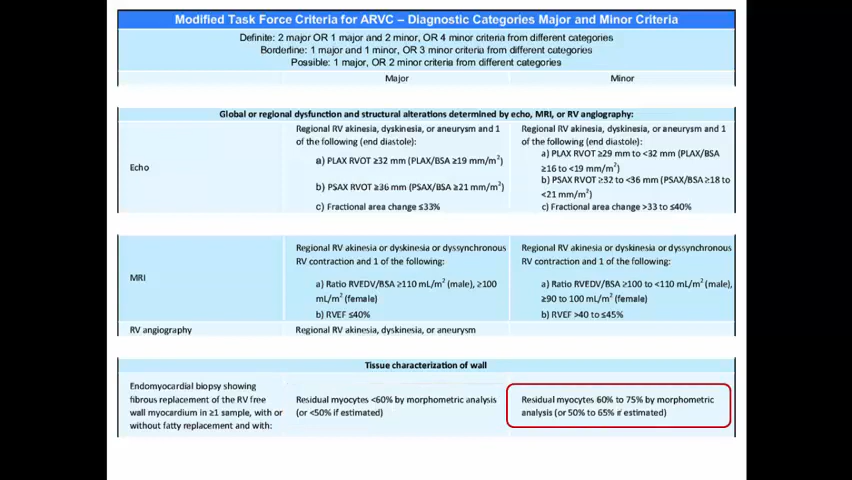 Modified Task Force Criteria for ARVC – Diagnostic Categories Major and Minor Criteria
Definite: 2 major OR 1 major and 2 minor, OR 4 minor criteria from different categories
Borderline: 1 major and 1 minor, OR 3 minor criteria from different categories
Possible: 1 major, OR 2 minor criteria from different categories
Major
Minor
Global or regional dysfunction and structural alterations determined by echo, MRI, or RV angiography:
Echo
Regional RV akinesia, dyskinesia, or aneurysm and 1
of the following (end diastole):
a) PLAX RVOT ≥32 mm (PLAX/BSA ≥19 mm/m²)
b) PSAX RVOT ≥36 mm (PSAX/BSA ≥21 mm/m²)
c) Fractional area change ≤33%
Regional RV akinesia, dyskinesia, or aneurysm and 1
of the following (end diastole):
a) PLAX RVOT ≥29 mm to <32 mm (PLAX/BSA
≥16 to <19 mm/m²)
b) PSAX RVOT ≥32 to <36 mm (PSAX/BSA ≥18 to
<21 mm/m²)
c) Fractional area change >33 to ≤40%
MRI
Regional RV akinesia or dyskinesia or dyssynchronous
RV contraction and 1 of the following:
a) Ratio RVEDV/BSA ≥110 mL/m² (male), ≥100
mL/m² (female)
b) RVEF ≤40%
Regional RV akinesia or dyskinesia or dyssynchronous
RV contraction and 1 of the following:
a) Ratio RVEDV/BSA ≥100 to <110 mL/m² (male),
≥90 to 100 mL/m² (female)
b) RVEF >40 to ≤45%
RV angiography
Regional RV akinesia, dyskinesia, or aneurysm
Tissue characterization of wall
Endomyocardial biopsy showing
fibrous replacement of the RV free
wall myocardium in ≥1 sample, with or
without fatty replacement and with:
Residual myocytes <60% by morphometric analysis
(or <50% if estimated)
Residual myocytes 60% to 75% by morphometric
analysis (or 50% to 65% if estimated)